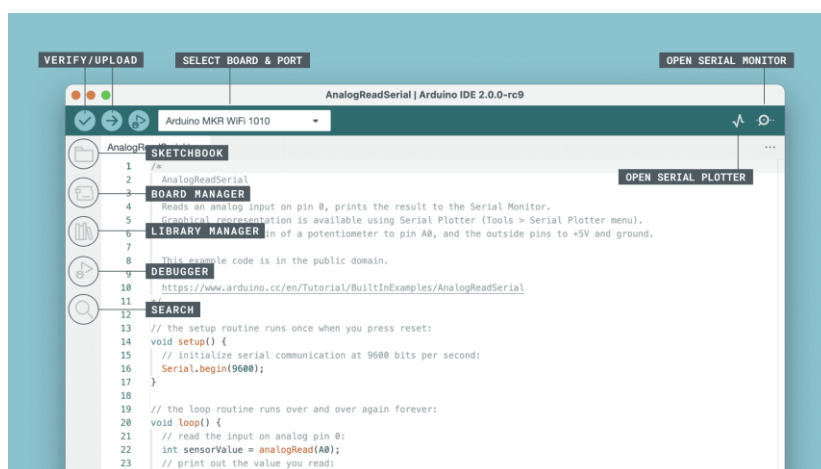 VERIFY/UPLOAD
SELECT BOARD & PORT
OPEN SERIAL MONITOR
AnalogReadSerial | Arduino IDE 2.0.0-rc9
Arduino MKR WiFi 1010
OPEN SERIAL PLOTTER
SKETCHBOOK
BOARD MANAGER
LIBRARY MANAGER
DEBUGGER
SEARCH
1 /*
2 AnalogReadSerial
3
4 Reads an analog input on pin 0, prints the result to the Serial Monitor.
5 Graphical representation is available using Serial Plotter (Tools > Serial Plotter menu).
6 in of a potentiometer to pin A0, and the outside pins to +5V and ground.
7
8 This example code is in the public domain.
9
10 https://www.arduino.cc/en/Tutorial/BuiltInExamples/AnalogReadSerial
11 */
12
13 // the setup routine runs once when you press reset:
14 void setup() {
15 // initialize serial communication at 9600 bits per second:
16 Serial.begin(9600);
17 }
18
19 // the loop routine runs over and over again forever:
20 void loop() {
21 // read the input on analog pin 0:
22 int sensorValue = analogRead(A0);
23 // print out the value you read: